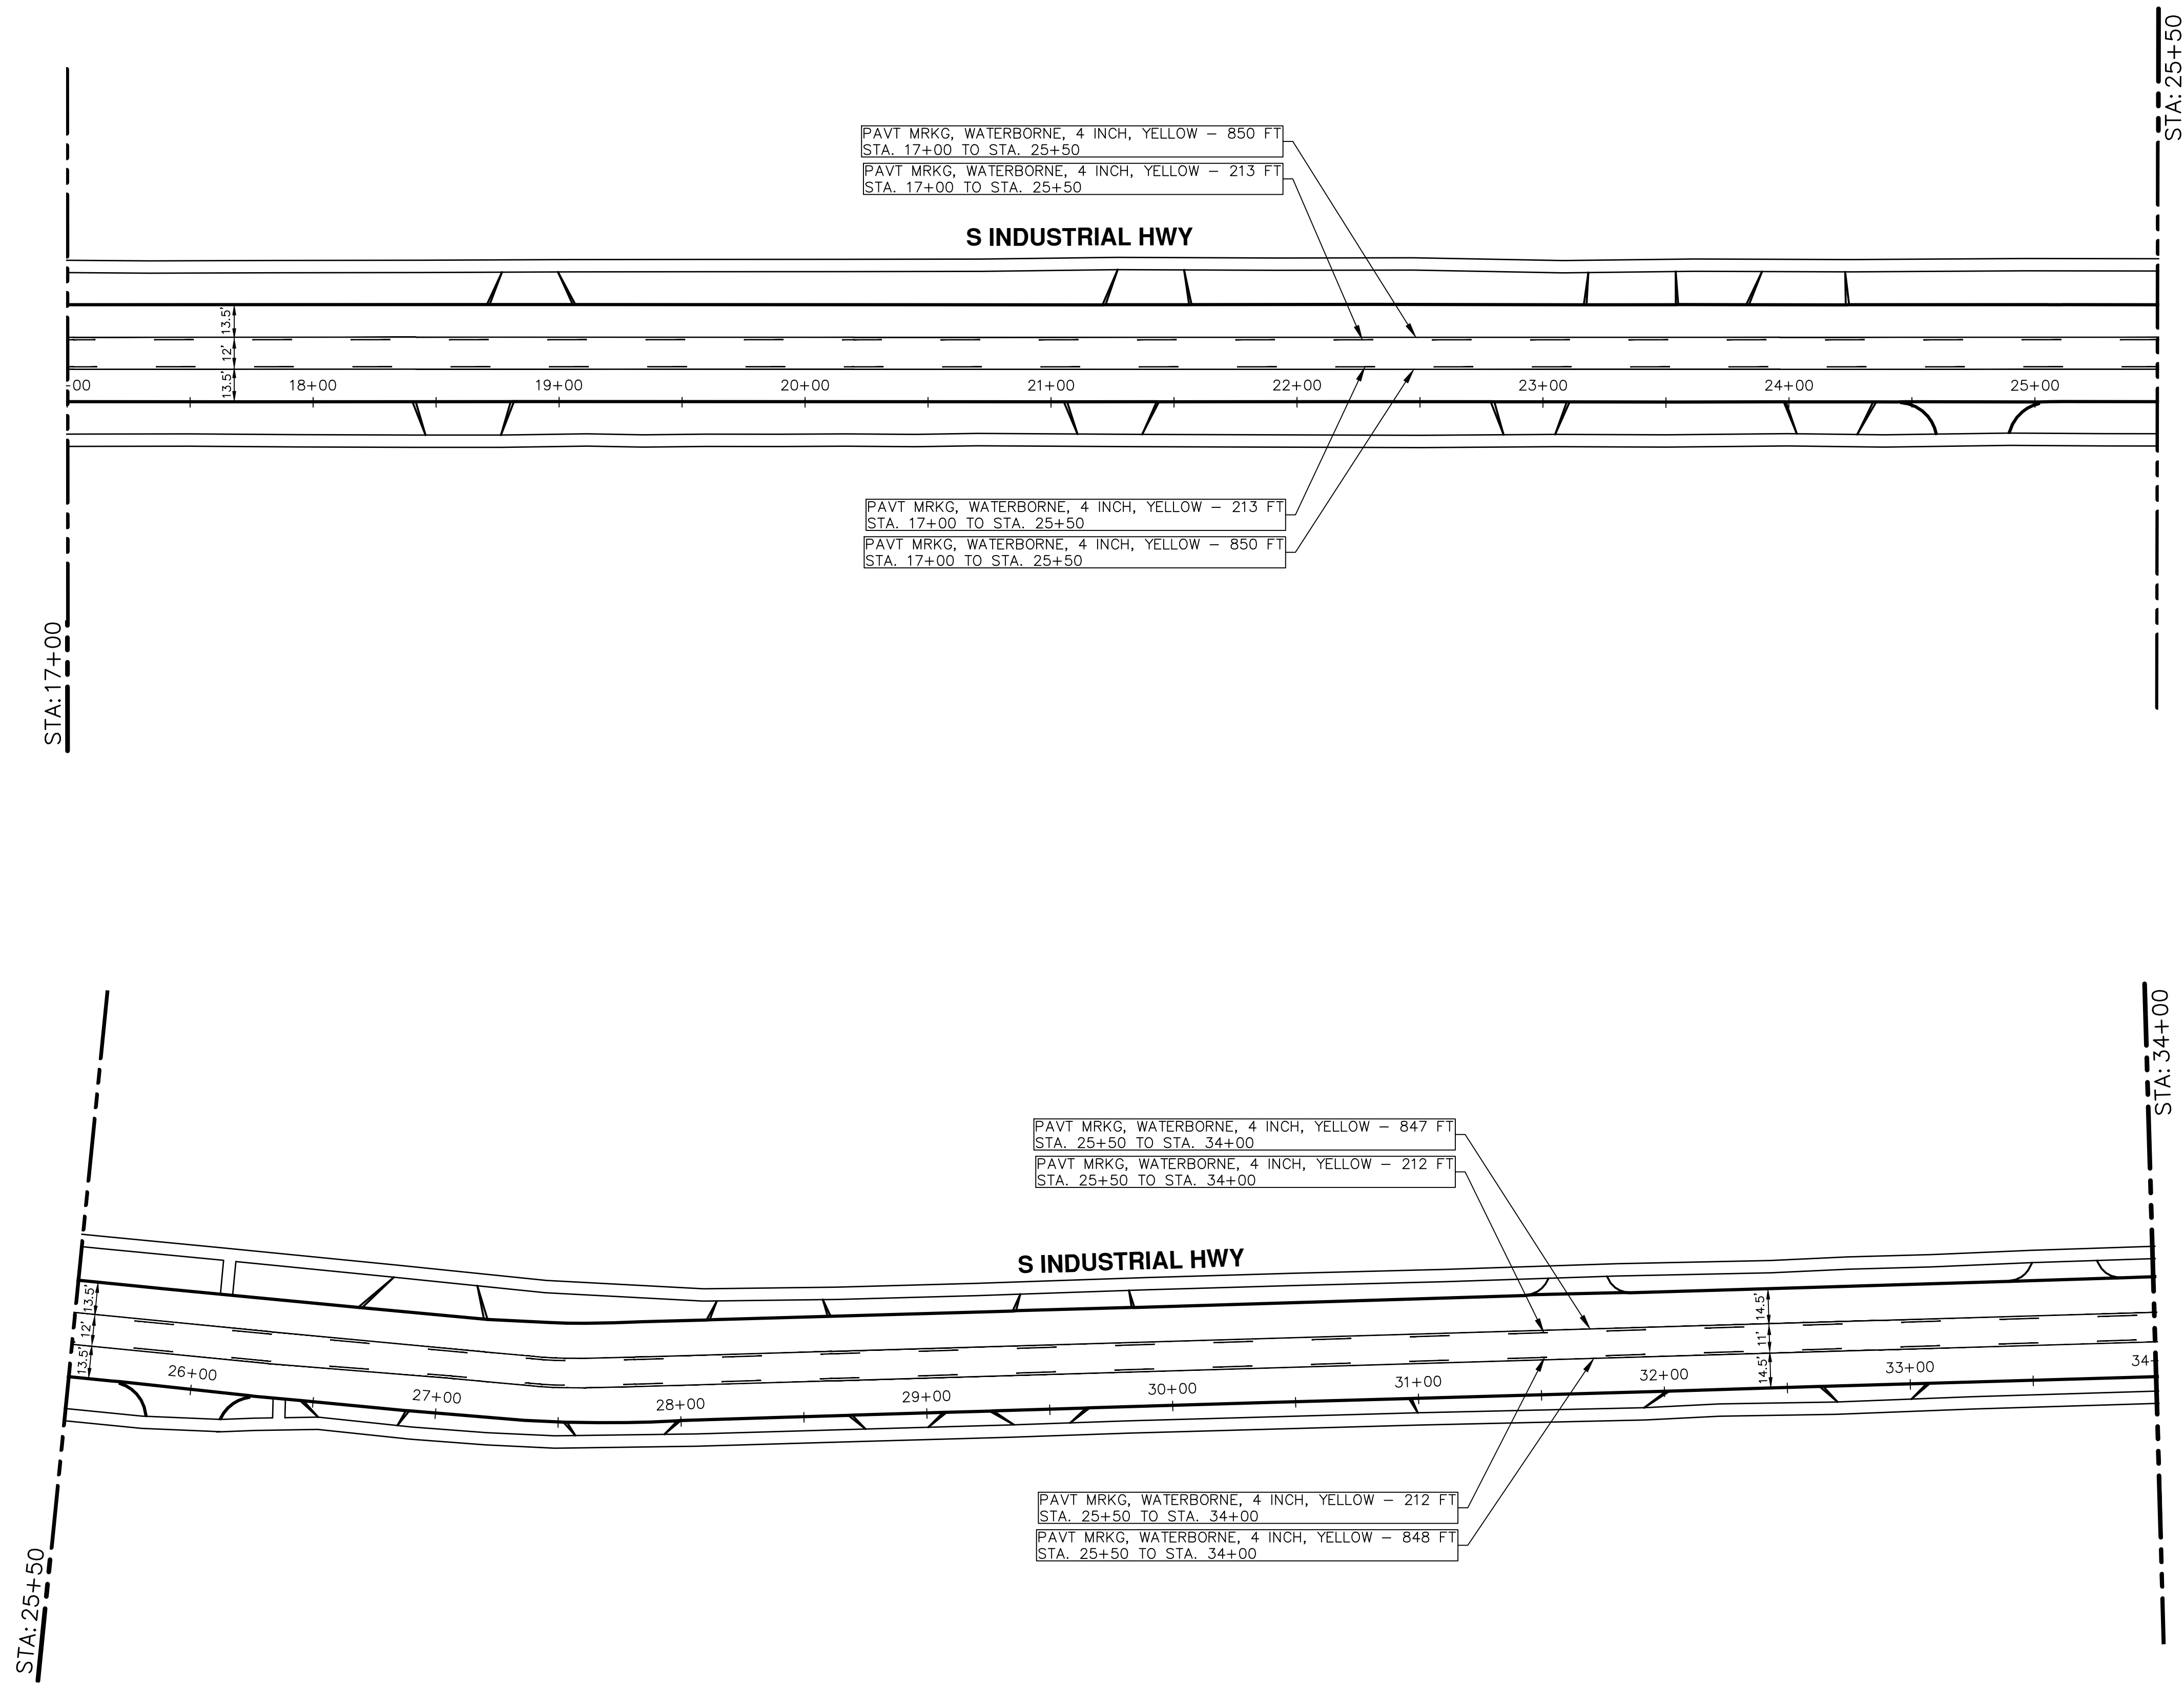 STA: 25+50
PAVT MRKG, WATERBORNE, 4 INCH, YELLOW – 850 FT
STA. 17+00 TO STA. 25+50
PAVT MRKG, WATERBORNE, 4 INCH, YELLOW – 213 FT
STA. 17+00 TO STA. 25+50
S INDUSTRIAL HWY
13.5'
12'
13.5'
-00 18+00 19+00 20+00 21+00 22+00 23+00 24+00 25+00
PAVT MRKG, WATERBORNE, 4 INCH, YELLOW – 213 FT
STA. 17+00 TO STA. 25+50
PAVT MRKG, WATERBORNE, 4 INCH, YELLOW – 850 FT
STA. 17+00 TO STA. 25+50
STA: 17+00
STA: 34+00
PAVT MRKG, WATERBORNE, 4 INCH, YELLOW – 847 FT
STA. 25+50 TO STA. 34+00
PAVT MRKG, WATERBORNE, 4 INCH, YELLOW – 212 FT
STA. 25+50 TO STA. 34+00
S INDUSTRIAL HWY
13.5'
12'
13.5'
14.5'
11'
14.5'
26+00 27+00 28+00 29+00 30+00 31+00 32+00 33+00 34-
PAVT MRKG, WATERBORNE, 4 INCH, YELLOW – 212 FT
STA. 25+50 TO STA. 34+00
PAVT MRKG, WATERBORNE, 4 INCH, YELLOW – 848 FT
STA. 25+50 TO STA. 34+00
STA: 25+50